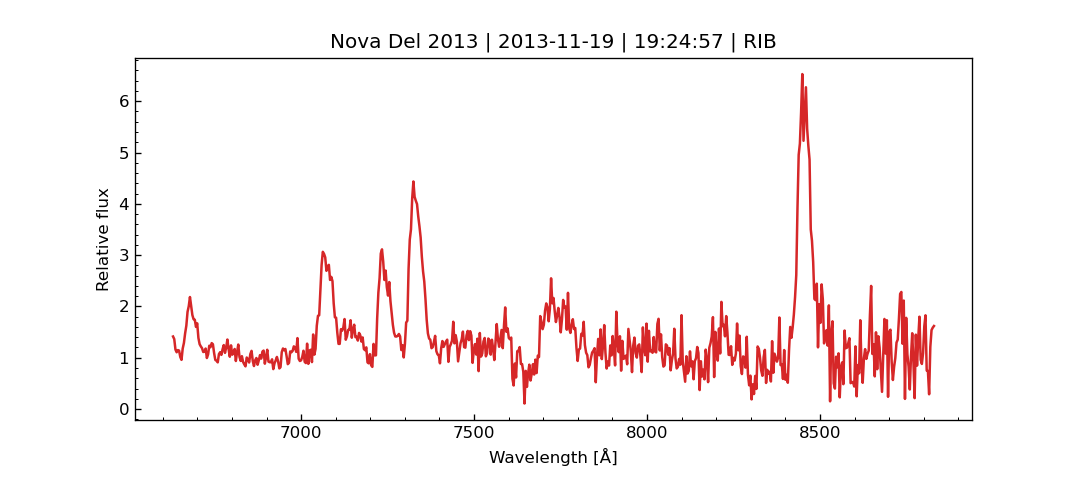 Nova Del 2013 | 2013-11-19 | 19:24:57 | RIB
6
5
4
3
2
1
0
Relative flux
7000 7500 8000 8500
Wavelength [Å]